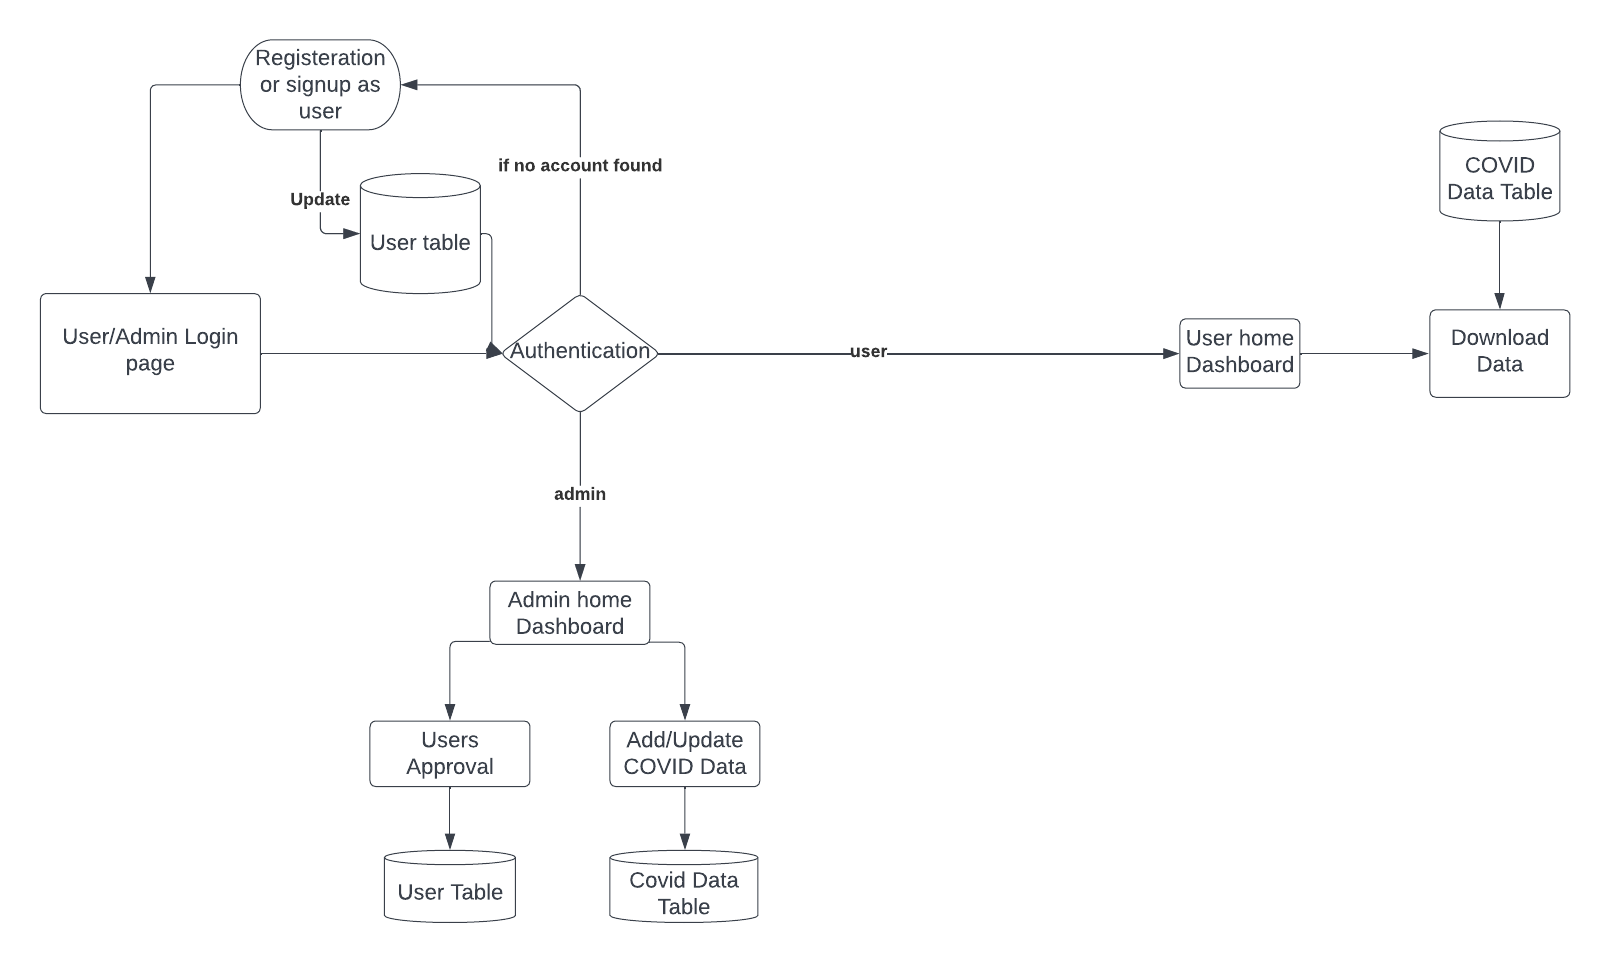 Registeration
or signup as
user
if no account found
COVID
Data Table
Update
User table
User/Admin Login
page
Authentication
user
User home
Dashboard
Download
Data
admin
Admin home
Dashboard
Users
Approval
Add/Update
COVID Data
User Table
Covid Data
Table